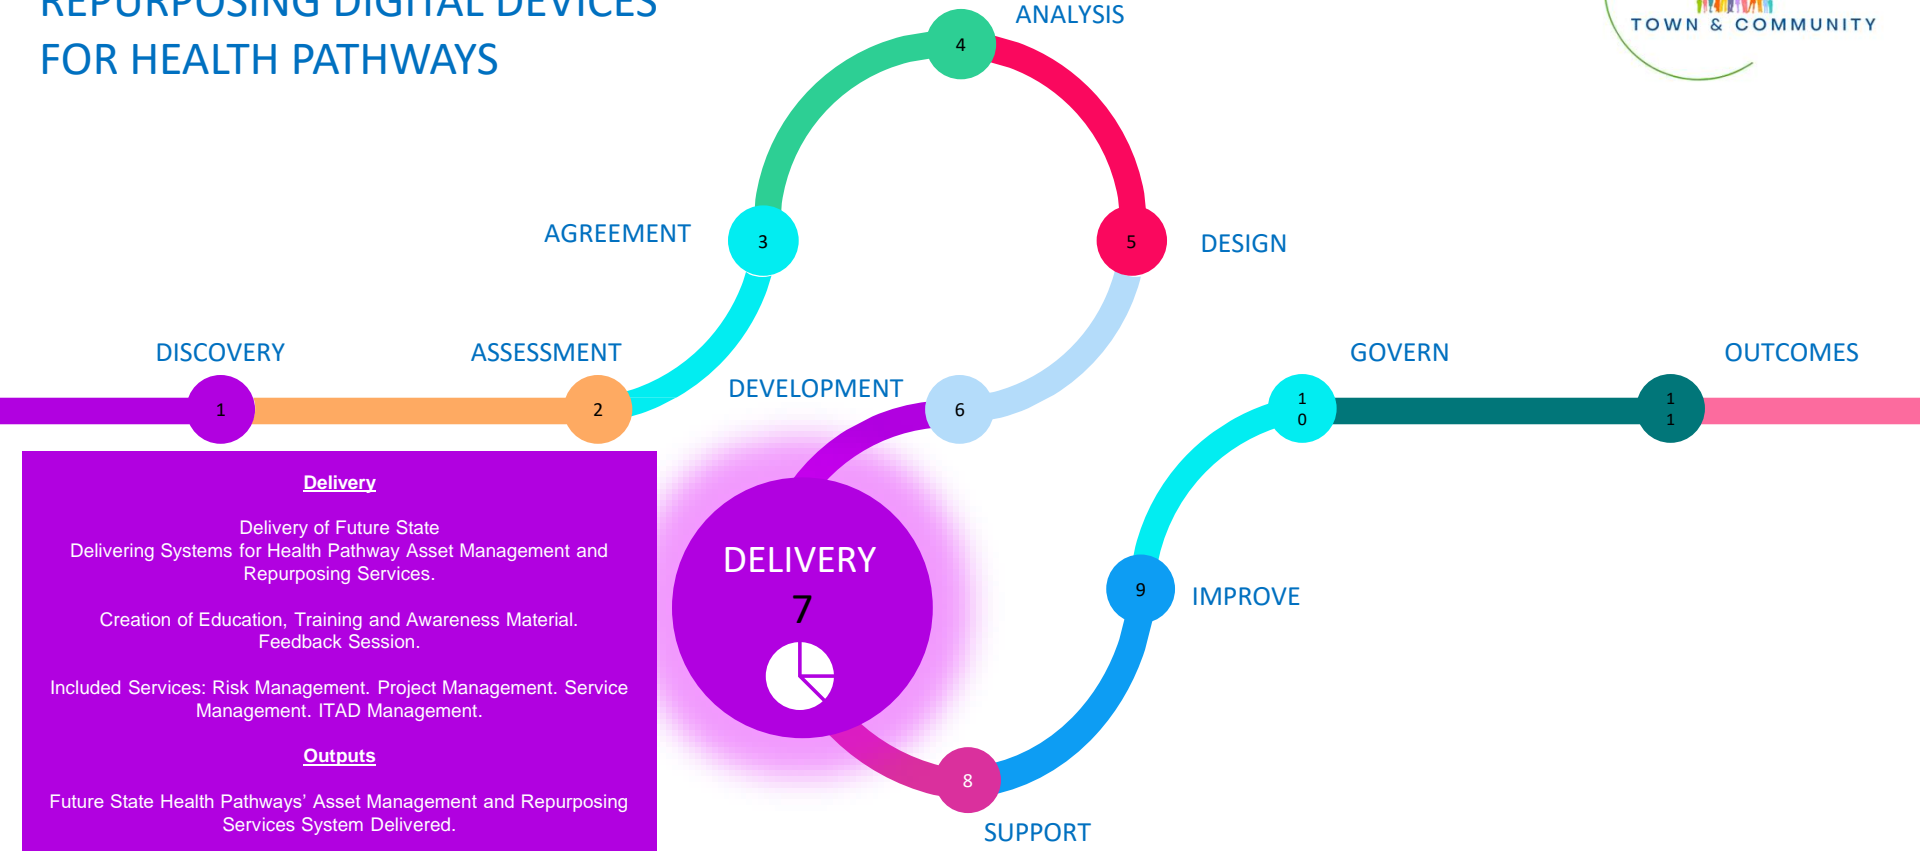 REPURPOSING DIGITAL DEVICES
FOR HEALTH PATHWAYS
TOWN & COMMUNITY
4
ANALYSIS
AGREEMENT
3
5
DESIGN
DISCOVERY
1
ASSESSMENT
2
DEVELOPMENT
6
GOVERN
1
0
OUTCOMES
1
1
Delivery
Delivery of Future State
Delivering Systems for Health Pathway Asset Management and
Repurposing Services.
Creation of Education, Training and Awareness Material.
Feedback Session.
Included Services: Risk Management. Project Management. Service
Management. ITAD Management.
Outputs
Future State Health Pathways’ Asset Management and Repurposing
Services System Delivered.
DELIVERY
7
9
IMPROVE
8
SUPPORT